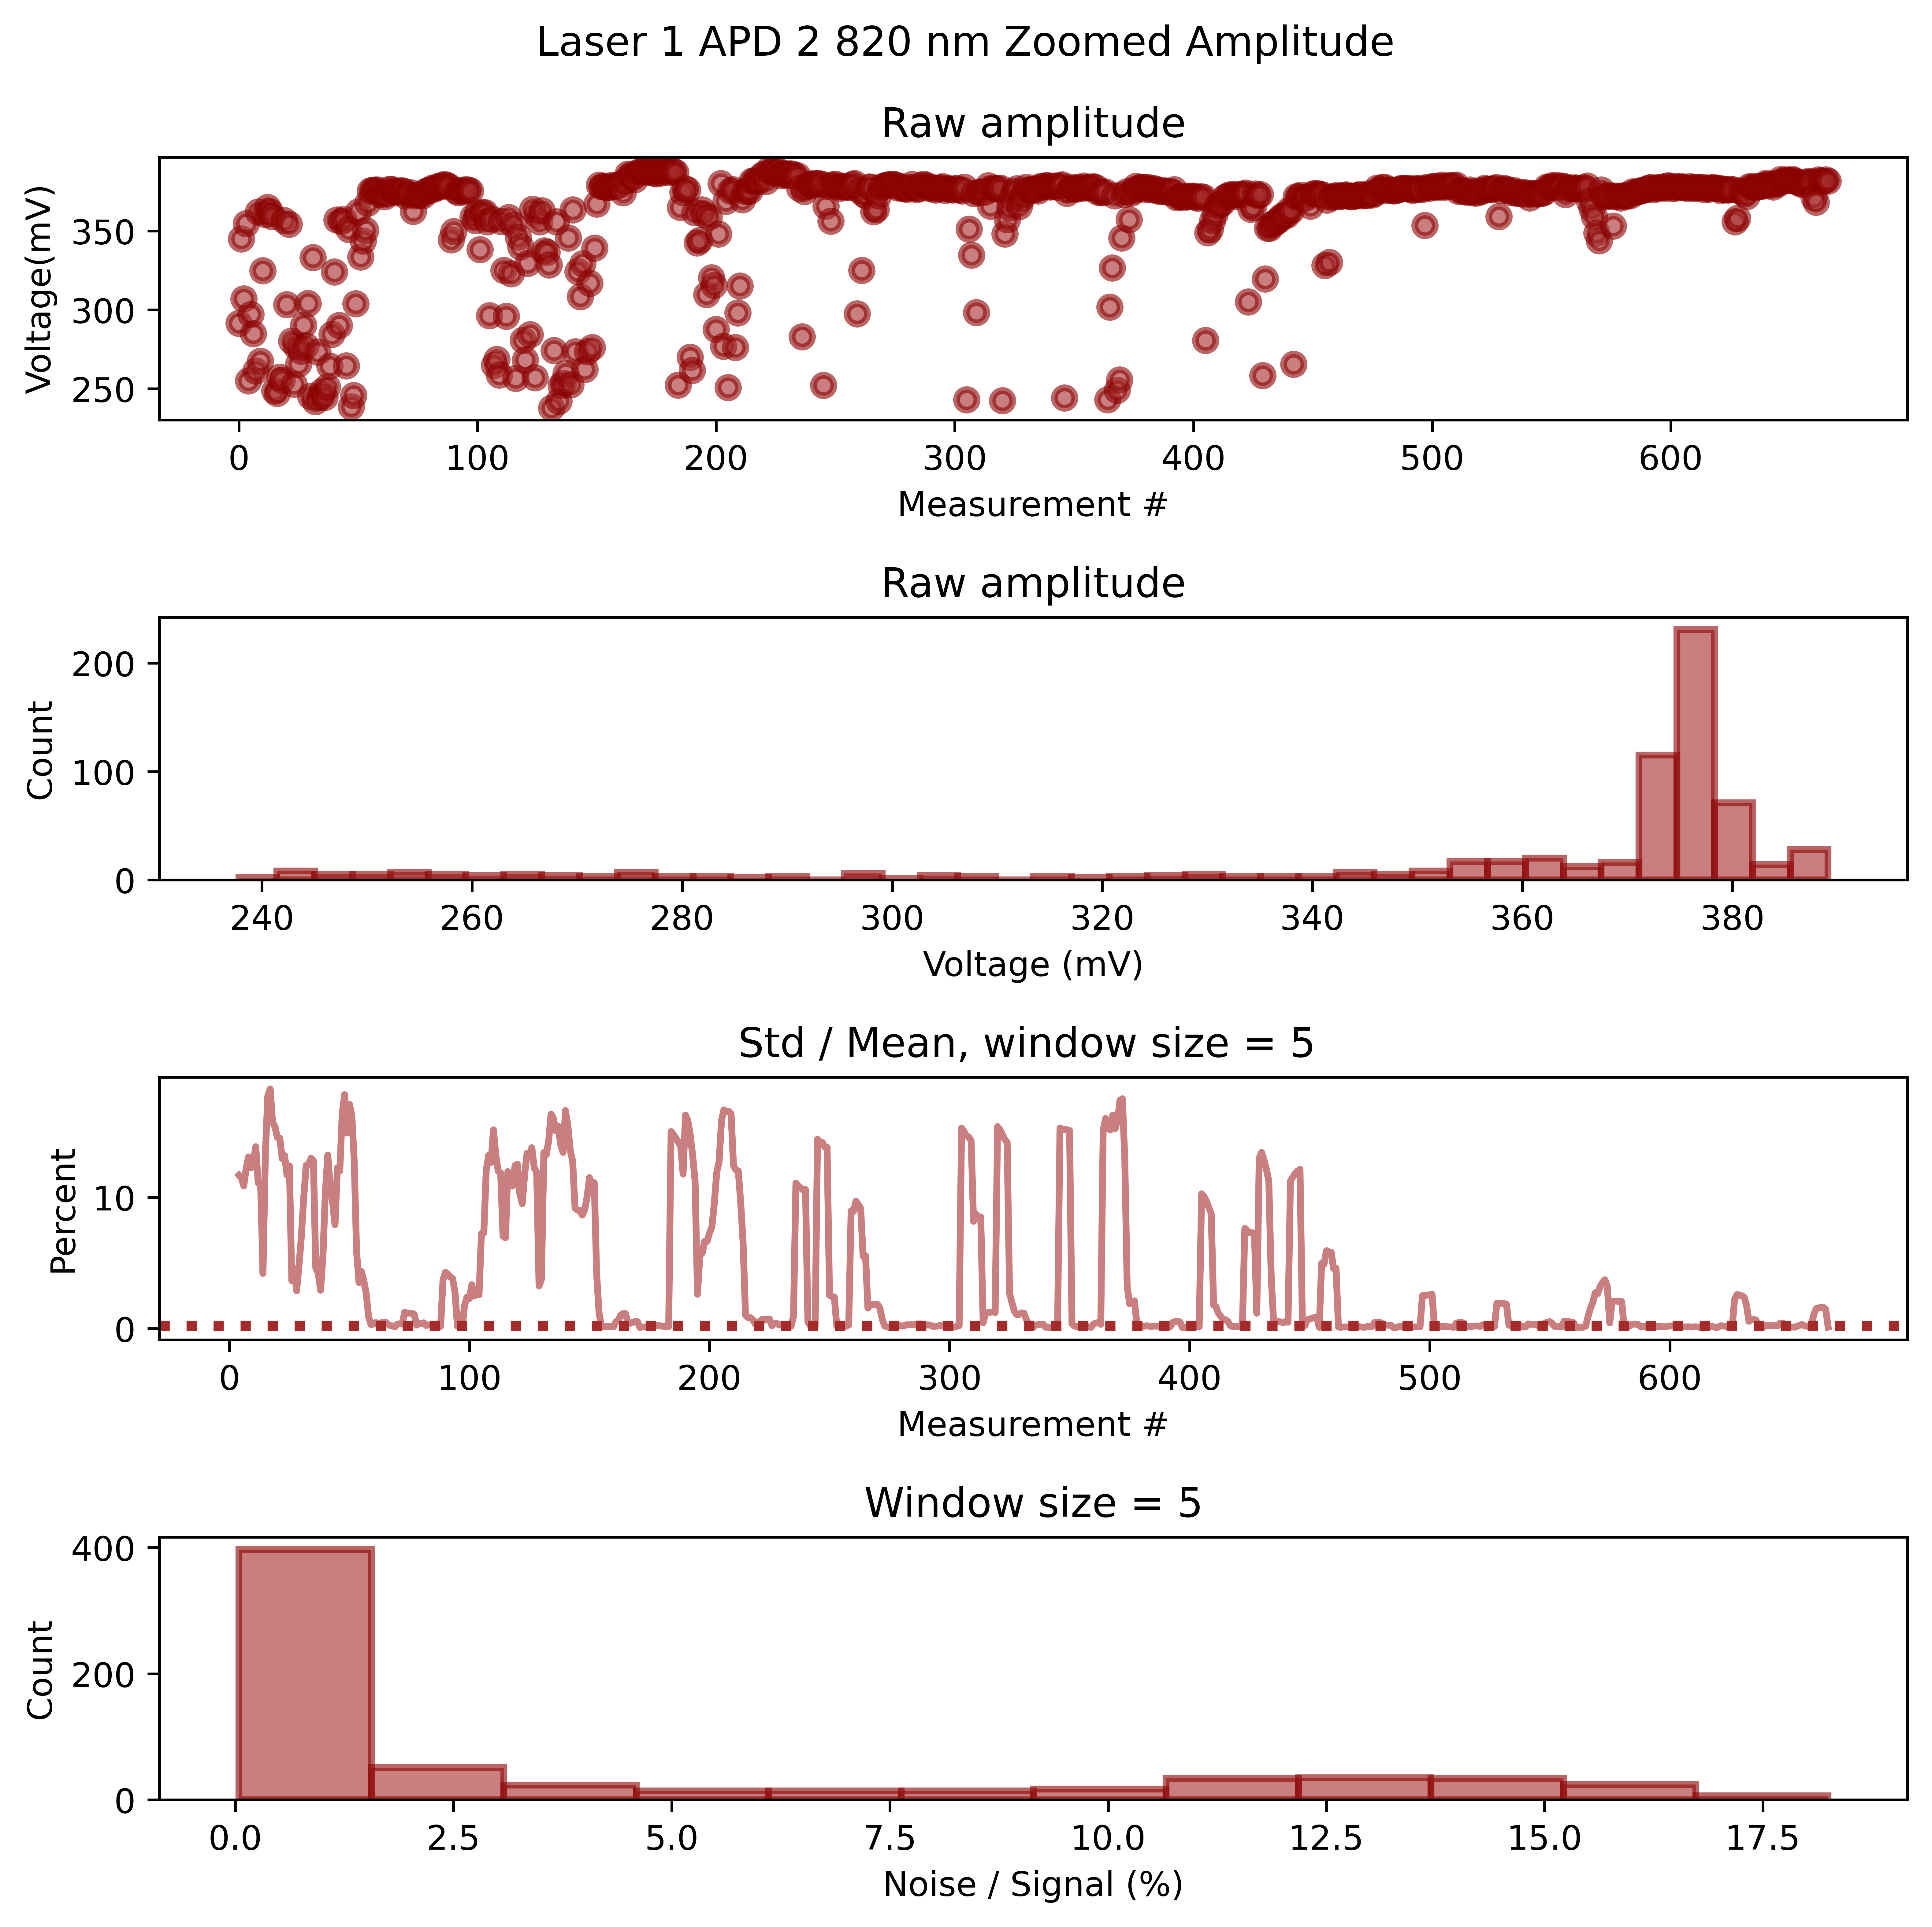 Laser 1 APD 2 820 nm Zoomed Amplitude
Raw amplitude
Voltage(mV)
350
300
250
0 100 200 300 400 500 600
Measurement #
Raw amplitude
Count
200
100
0
240 260 280 300 320 340 360 380
Voltage (mV)
Std / Mean, window size = 5
Percent
10
0
0 100 200 300 400 500 600
Measurement #
Window size = 5
Count
400
200
0
0.0 2.5 5.0 7.5 10.0 12.5 15.0 17.5
Noise / Signal (%)